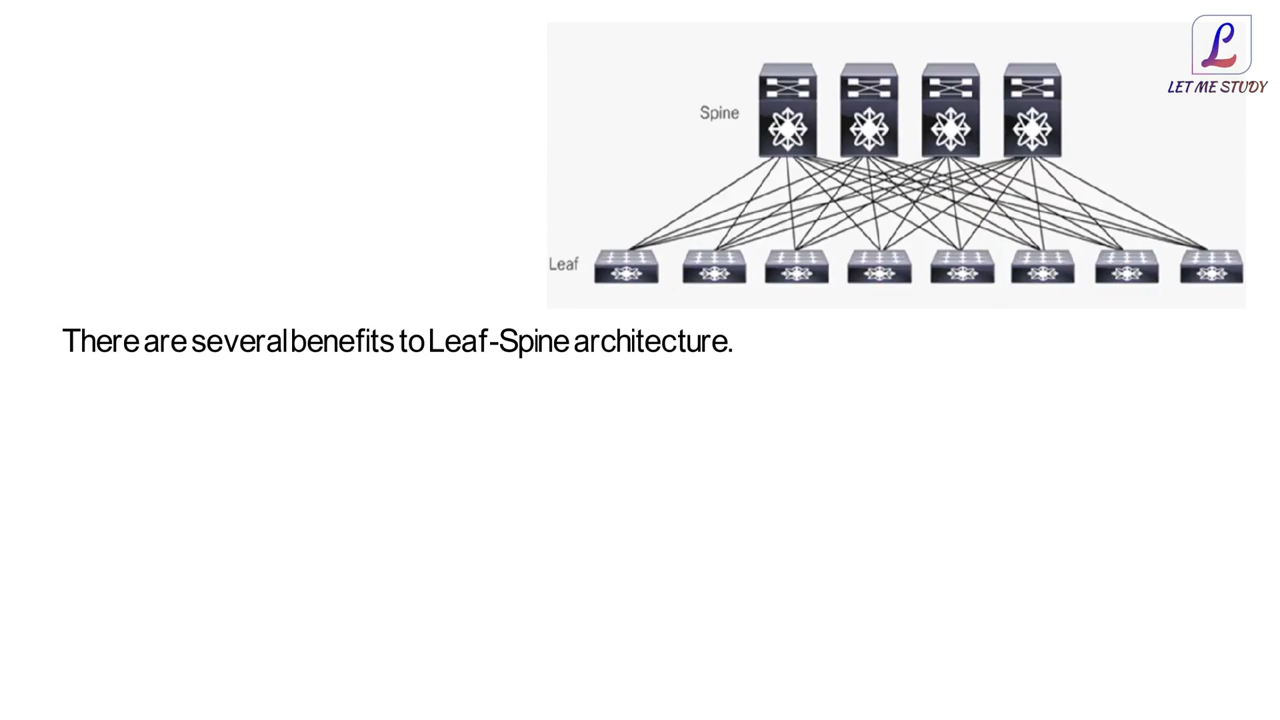 L
LET ME STUDY
Spine
Leaf
There are several benefits to Leaf-Spine architecture.